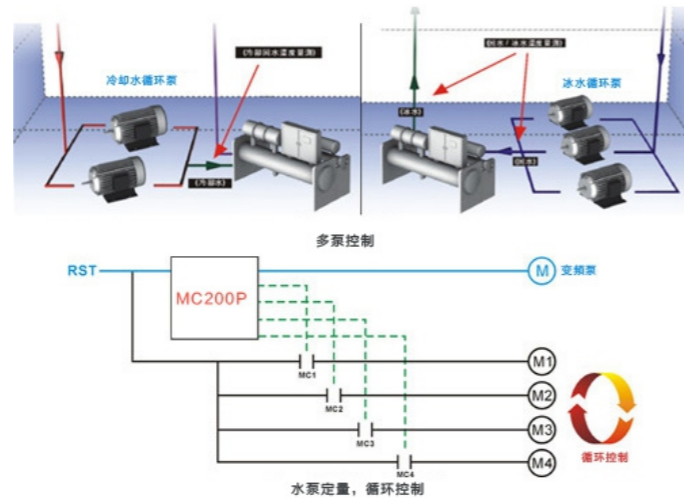 (冷却回水温度量测)
(回水/冰水温度量测)
冷却水循环泵
冰水循环泵
(冰水)
(回水)
(冷却水)
多泵控制
RST
MC200P
M
变频泵
MC1
M1
MC2
M2
MC3
M3
MC4
M4
循环控制
水泵定量，循环控制